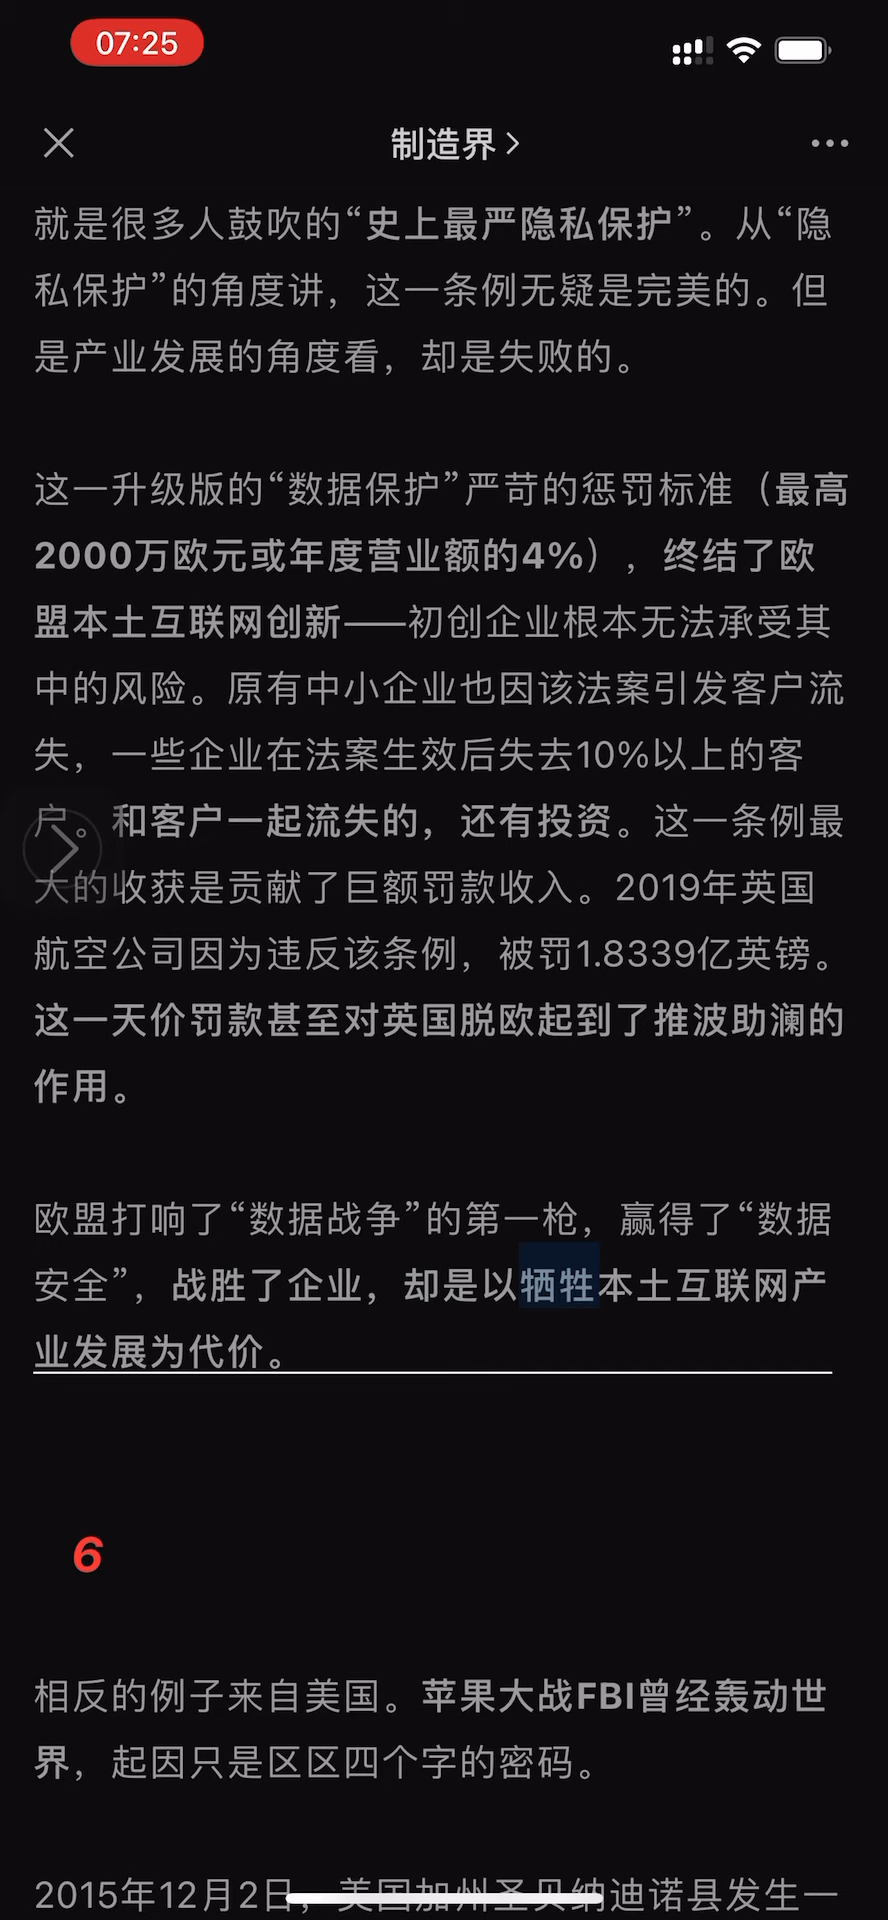 07:25
制造界
就是很多人鼓吹的“史上最严隐私保护”。从“隐
私保护”的角度讲，这一条例无疑是完美的。但
是产业发展的角度看，却是失败的。
这一升级版的“数据保护”严苛的惩罚标准（最高
2000万欧元或年度营业额的4%），终结了欧
盟本土互联网创新——初创企业根本无法承受其
中的风险。原有中小企业也因该法案引发客户流
失，一些企业在法案生效后失去10%以上的客
户。和客户一起流失的，还有投资。这一条例最
大的收获是贡献了巨额罚款收入。2019年英国
航空公司因为违反该条例，被罚1.8339亿英镑。
这一天价罚款甚至对英国脱欧起到了推波助澜的
作用。
欧盟打响了“数据战争”的第一枪，赢得了“数据
安全”，战胜了企业，却是以牺牲本土互联网产
业发展为代价。
6
相反的例子来自美国。苹果大战FBI曾经轰动世
界，起因只是区区四个字的密码。
2015年12月2日，美国加州圣贝纳迪诺县发生一